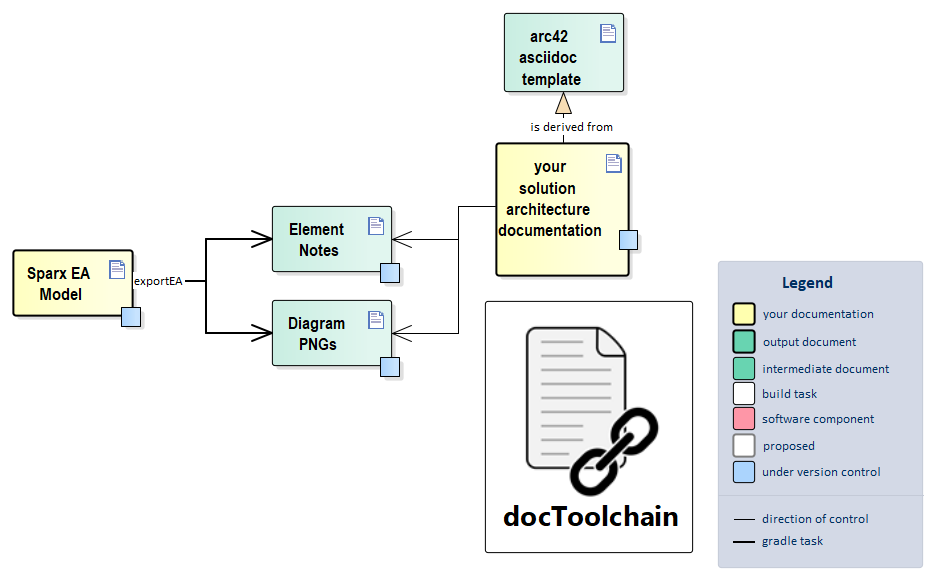 arc42
asciidoc
template
is derived from
your
solution
architecture
documentation
Element
Notes
Sparx EA
Model
exportEA
Diagram
PNGs
docToolchain
Legend
your documentation
output document
intermediate document
build task
software component
proposed
under version control
direction of control
gradle task